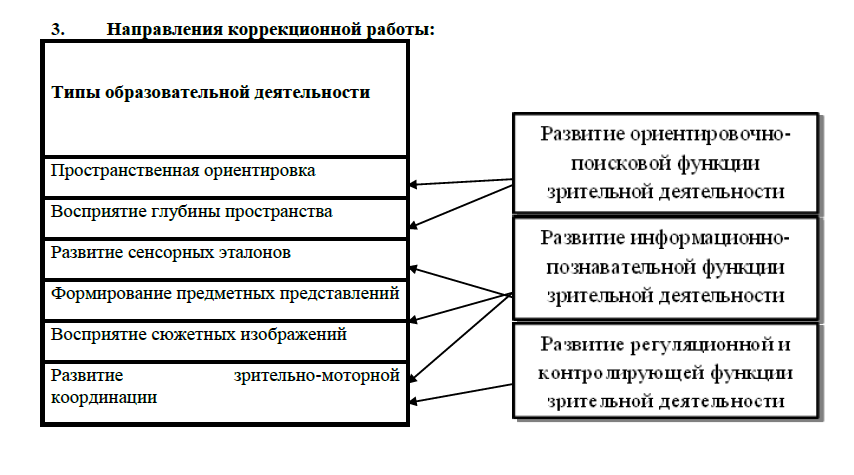 3. Направления коррекционной работы:
Типы образовательной деятельности
Пространственная ориентировка
Восприятие глубины пространства
Развитие сенсорных эталонов
Формирование предметных представлений
Восприятие сюжетных изображений
Развитие зрительно-моторной
координации
Развитие ориентировочно-
поисковой функции
зрительной деятельности
Развитие информационно-
познавательной функции
зрительной деятельности
Развитие регуляционной и
контролирующей функции
зрительной деятельности